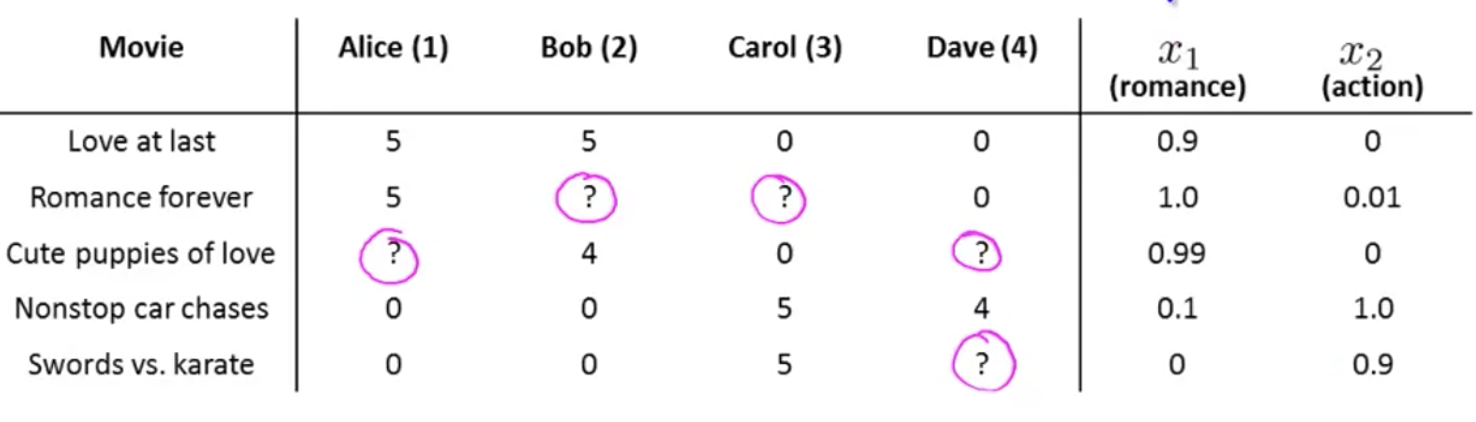 Movie Alice (1) Bob (2) Carol (3) Dave (4) x₁ (romance) x₂ (action)
Love at last 5 5 0 0 0.9 0
Romance forever 5 ? ? 0 1.0 0.01
Cute puppies of love ? 4 0 ? 0.99 0
Nonstop car chases 0 0 5 4 0.1 1.0
Swords vs. karate 0 0 5 ? 0 0.9